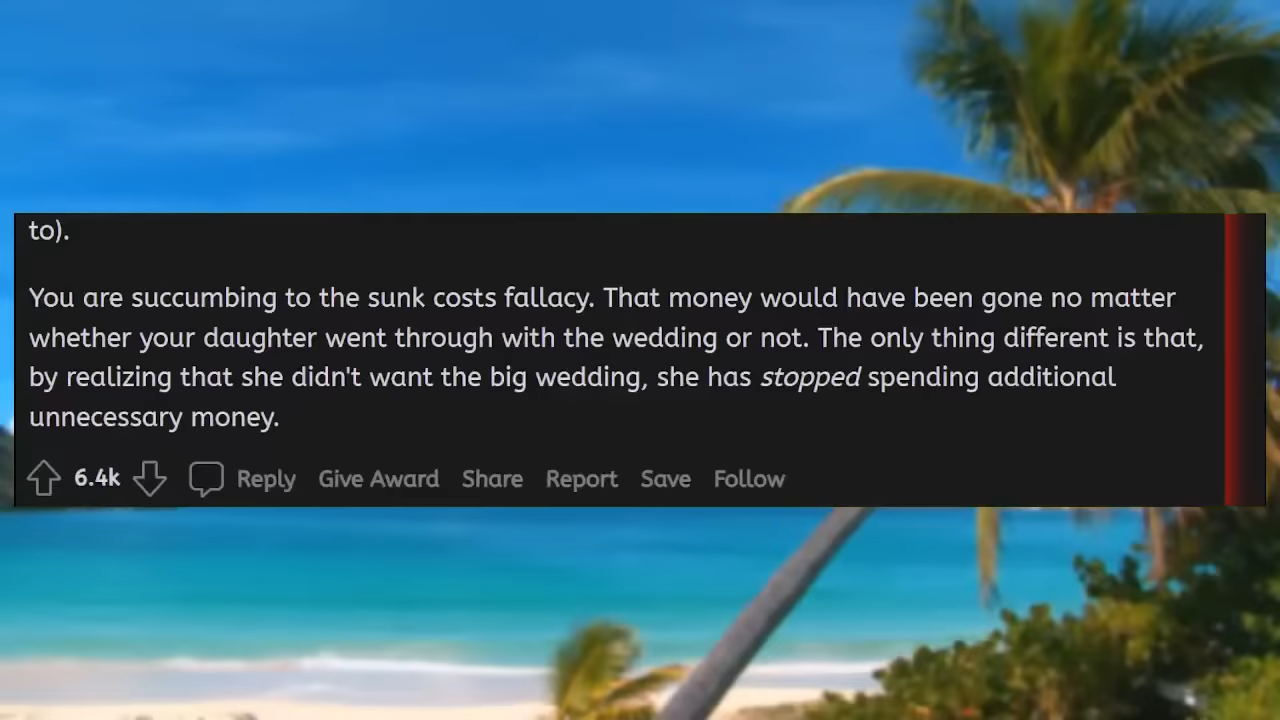 to).
You are succumbing to the sunk costs fallacy. That money would have been gone no matter
whether your daughter went through with the wedding or not. The only thing different is that,
by realizing that she didn't want the big wedding, she has stopped spending additional
unnecessary money.
6.4k Reply Give Award Share Report Save Follow